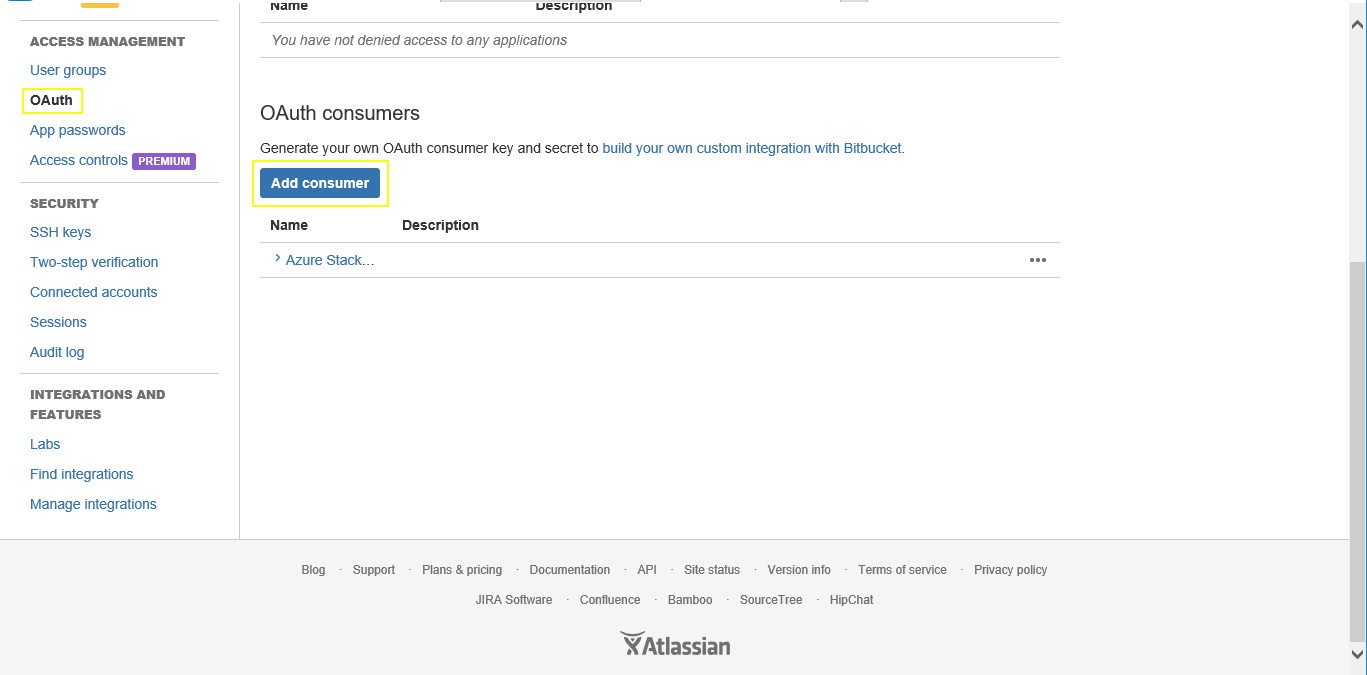 Name Description
You have not denied access to any applications
ACCESS MANAGEMENT
User groups
OAuth
App passwords
Access controls PREMIUM
SECURITY
SSH keys
Two-step verification
Connected accounts
Sessions
Audit log
INTEGRATIONS AND
FEATURES
Labs
Find integrations
Manage integrations
OAuth consumers
Generate your own OAuth consumer key and secret to build your own custom integration with Bitbucket.
Add consumer
Name Description
Azure Stack…
Blog · Support · Plans & pricing · Documentation · API · Site status · Version info · Terms of service · Privacy policy
JIRA Software · Confluence · Bamboo · SourceTree · HipChat
Atlassian